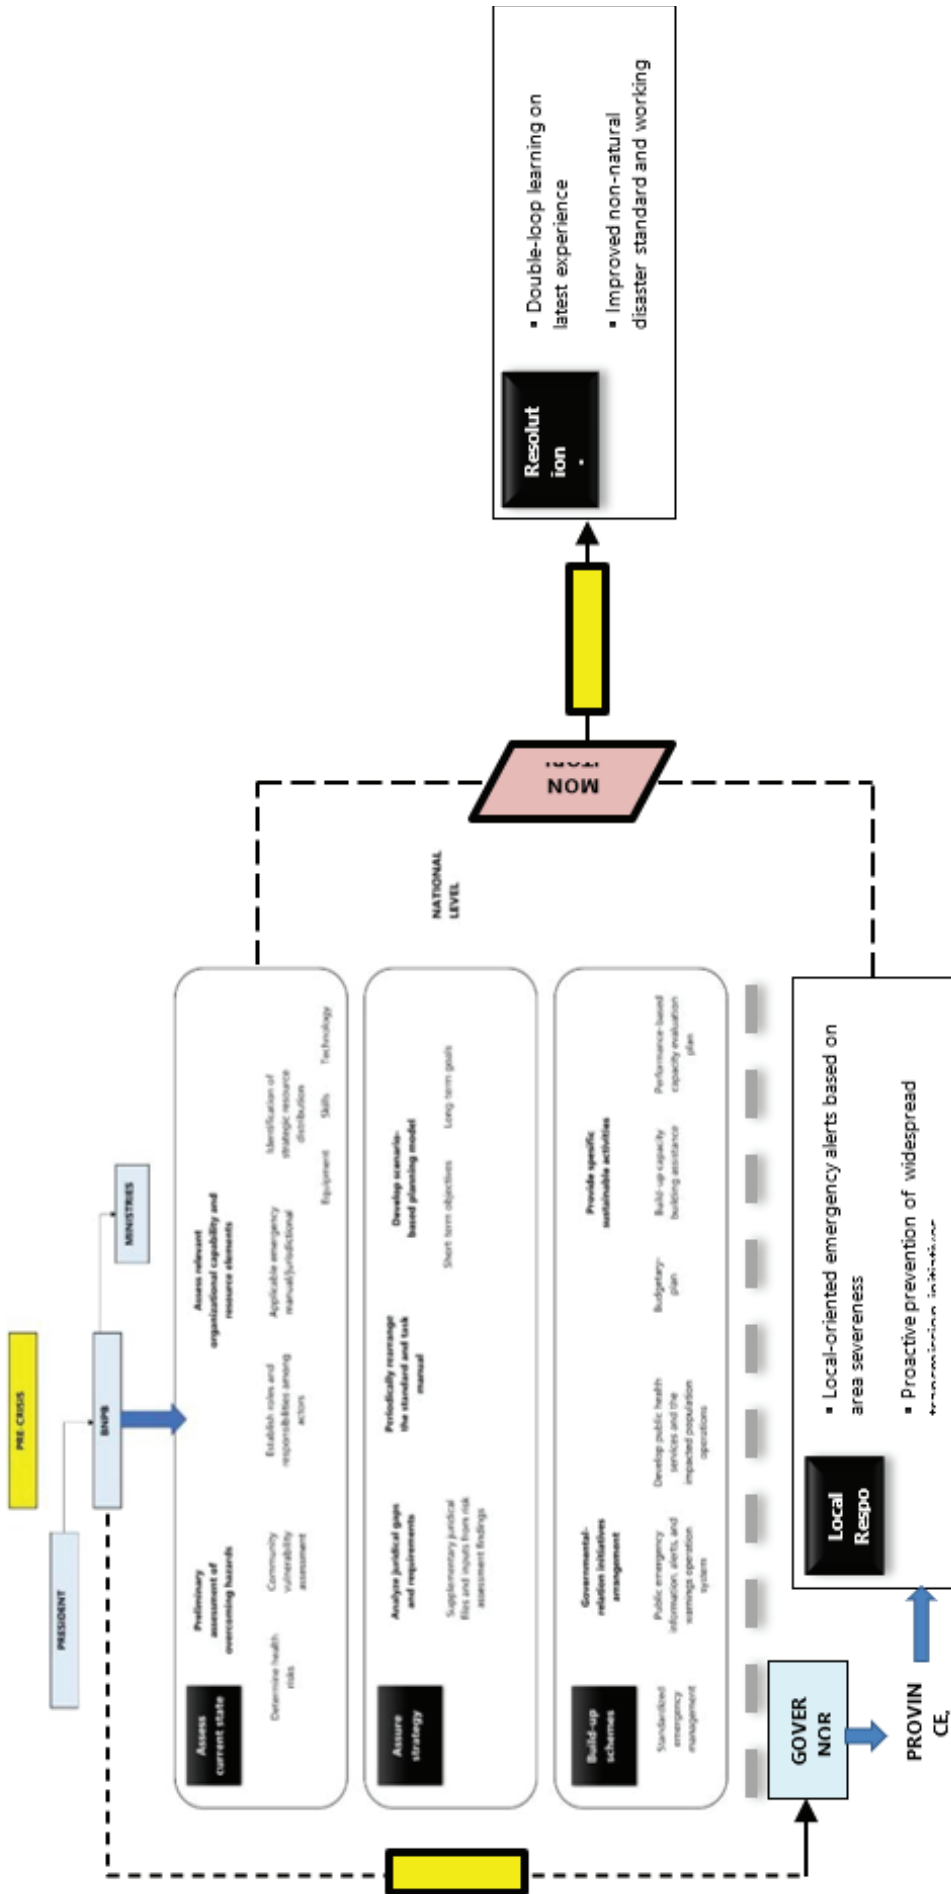 PRE-CRISIS
PRESIDENT
BNPB
MINISTRIES
Assess
current state
Preliminary
assessment of
overcoming hazards
Assess relevant
organizational capability and
resource elements
Determine health
risks
Community
vulnerability
assessment
Establish roles and
responsibilities among
actors
Applicable emergency
manual/jurisdictional
Identification of
strategic resource
distribution
Equipment
Skills
Technology
Assure
strategy
Analyze juridical gaps
and requirements
Periodically rearrange
the standard and task
manual
Develop scenario-
based planning model
Supplementary juridical
files and inputs from risk
assessment findings
Short term objectives
Long term goals
NATIONAL
LEVEL
Build-up
schemes
Governmental-
relation initiatives
arrangement
Provide spesific
sustainable activities
Standardized
emergency
management
Public emergency
information, alerts, and
warnings operation
system
Develop public health
services and the
impacted population
operations
Budgetary-
plan
Build-up capacity
building assistance
Performance-based
capacity evaluation
plan
MON
ITORI
Resolut
ion
.
▪ Double-loop learning on
latest experience
▪ Improved non-natural
disaster standard and working
GOVER
NOR
PROVIN
CE,
Local
Respo
▪ Local-oriented emergency alerts based on
area severeness
▪ Proactive prevention of widespread
transmission initiatives